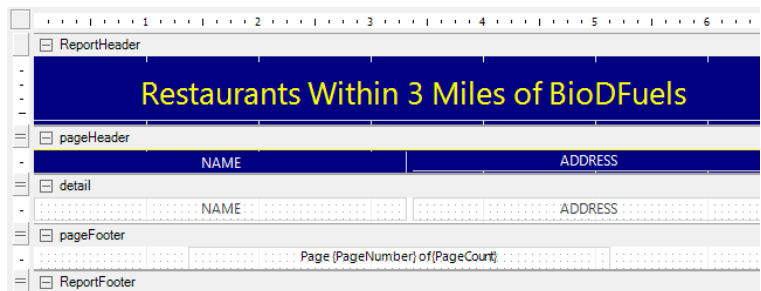 1 2 3 4 5 6
ReportHeader
Restaurants Within 3 Miles of BioDFuels
pageHeader
NAME ADDRESS
detail
NAME ADDRESS
pageFooter
Page {PageNumber} of {PageCount}
ReportFooter